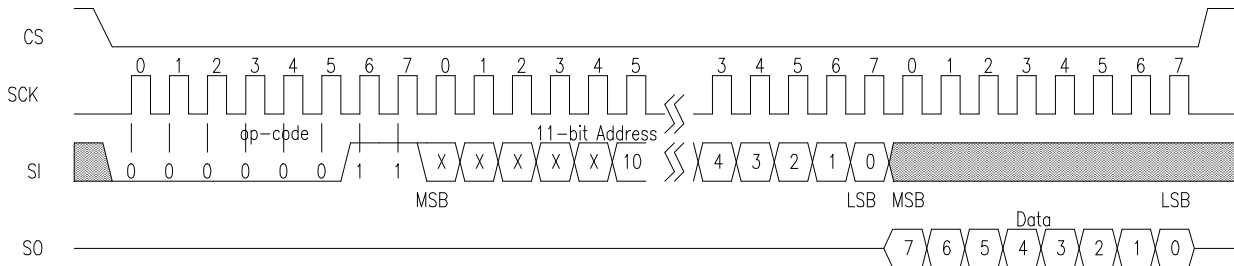 CS
0 1 2 3 4 5 6 7 0 1 2 3 4 5 3 4 5 6 7 0 1 2 3 4 5 6 7
SCK
op-code 11-bit Address
SI 0 0 0 0 0 0 1 1 X X X X X 10 4 3 2 1 0
MSB LSB MSB LSB
Data
SO 7 6 5 4 3 2 1 0